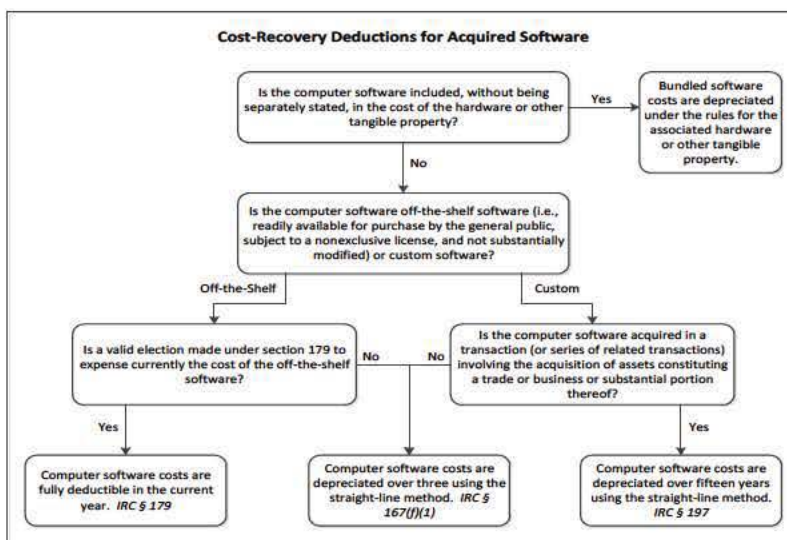 Cost-Recovery Deductions for Acquired Software
Is the computer software included, without being
separately stated, in the cost of the hardware or other
tangible property?
Yes
Bundled software
costs are depreciated
under the rules for the
associated hardware
or other tangible
property.
No
Is the computer software off-the-shelf software (i.e.,
readily available for purchase by the general public,
subject to a nonexclusive license, and not substantially
modified) or custom software?
Off-the-Shelf
Custom
Is a valid election made under section 179 to
expense currently the cost of the off-the-shelf
software?
No
No
Is the computer software acquired in a
transaction (or series of related transactions)
involving the acquisition of assets constituting
a trade or business or substantial portion
thereof?
Yes
Yes
Computer software costs are
fully deductible in the current
year. IRC § 179
Computer software costs are
depreciated over three using the
straight-line method. IRC §
167(f)(1)
Computer software costs are
depreciated over fifteen years
using the straight-line method.
IRC § 197